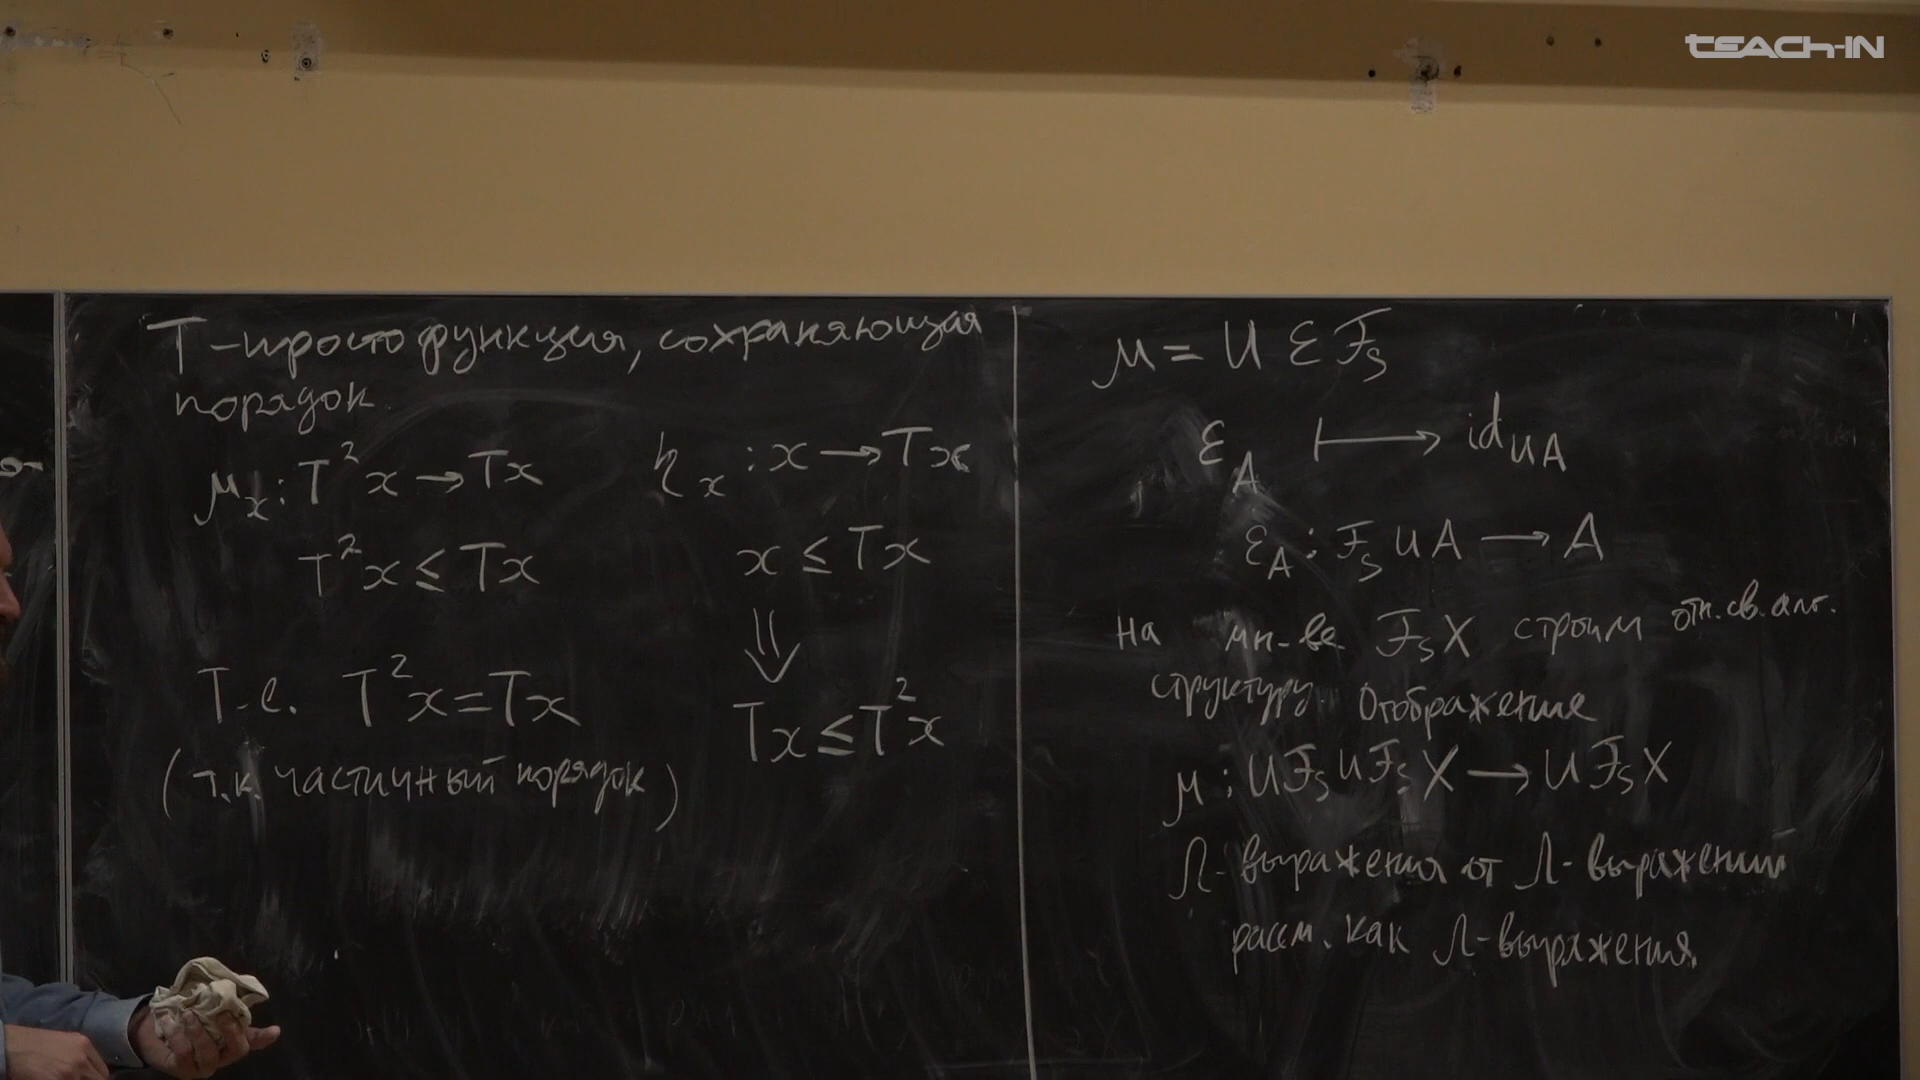 TEACH-IN
T - просто функция, сохраняющая
порядок.
μ_x : T²x → Tx
η_x : x → Tx
T²x ≤ Tx
x ≤ Tx
⇓
Т.е. T²x = Tx
Tx ≤ T²x
(т.к. частичный порядок)
μ = U ε F_S
ε_A ↦ id_UA
ε_A : F_S U A → A
На мн-ве F_S X строим отн. св. алг.
структуру. Отображение
μ : U F_S U F_S X → U F_S X
Λ-выражения от Λ-выражений
рассм. как Λ-выражения.